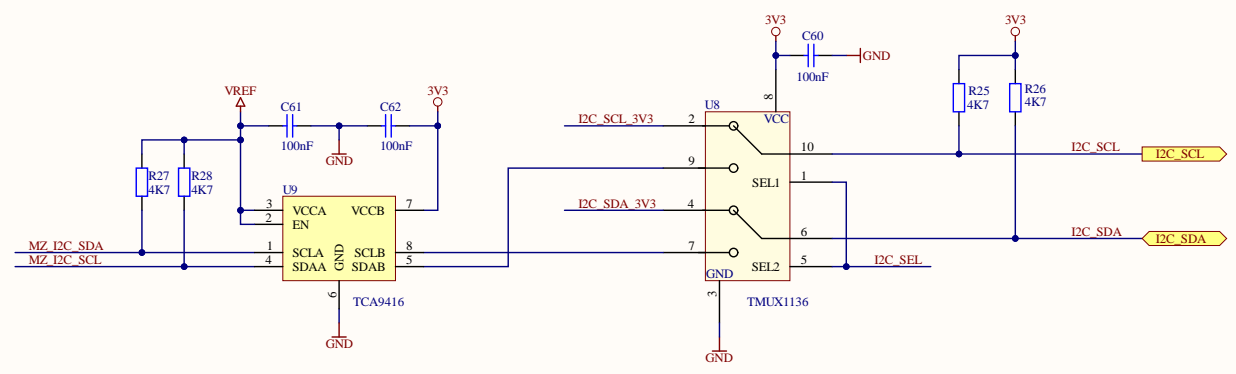 3V3
C60
GND
100nF
3V3
R25
4K7
R26
4K7
VREF
C61
100nF
GND
C62
100nF
3V3
R27
4K7
R28
4K7
U9
3
VCCA
VCCB
7
2
EN
MZ_I2C_SDA
1
SCLA
GND
SCLB
8
MZ_I2C_SCL
4
SDAA
SDAB
5
6
TCA9416
GND
U8
8
VCC
I2C_SCL_3V3
2
10
I2C_SCL
I2C_SCL
9
SEL1
1
I2C_SDA_3V3
4
6
I2C_SDA
I2C_SDA
7
SEL2
5
I2C_SEL
GND
3
TMUX1136
GND